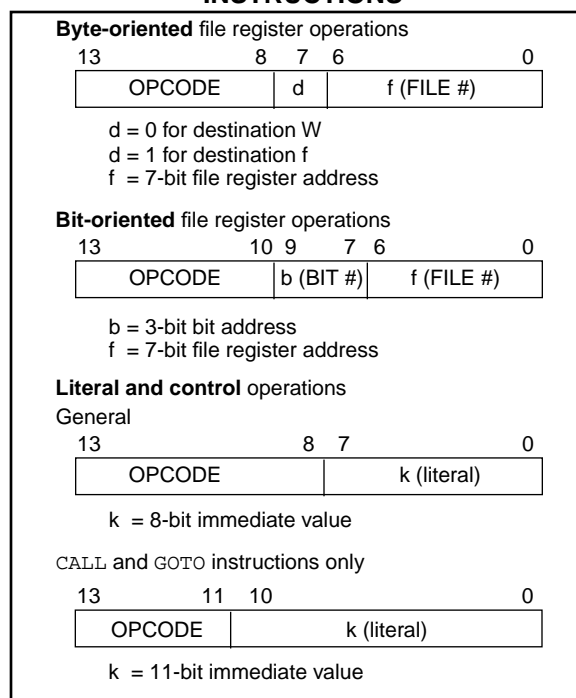 Byte-oriented file register operations
13 8 7 6 0
OPCODE d f (FILE #)
d = 0 for destination W
d = 1 for destination f
f = 7-bit file register address
Bit-oriented file register operations
13 10 9 7 6 0
OPCODE b (BIT #) f (FILE #)
b = 3-bit bit address
f = 7-bit file register address
Literal and control operations
General
13 8 7 0
OPCODE k (literal)
k = 8-bit immediate value
CALL and GOTO instructions only
13 11 10 0
OPCODE k (literal)
k = 11-bit immediate value